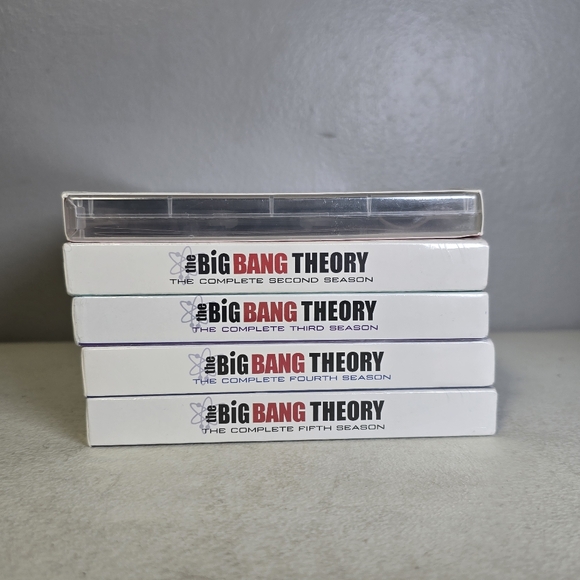 the BiG BANG THEORY
THE COMPLETE SECOND SEASON
the BiG BANG THEORY
THE COMPLETE THIRD SEASON
the BiG BANG THEORY
THE COMPLETE FOURTH SEASON
the BiG BANG THEORY
THE COMPLETE FIFTH SEASON